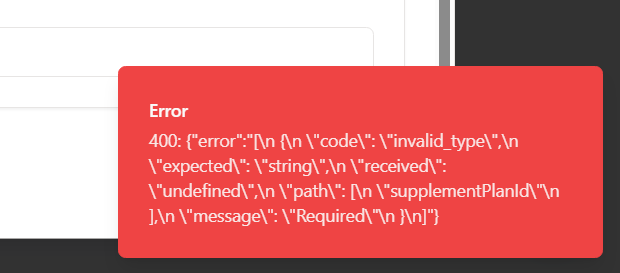 Error
400: {"error":"[\n {\n \"code\": \"invalid_type\",\n
\"expected\": \"string\",\n \"received\":
\"undefined\",\n \"path\": [\n \"supplementPlanId\"\n
],\n \"message\": \"Required\"\n }\n]"}